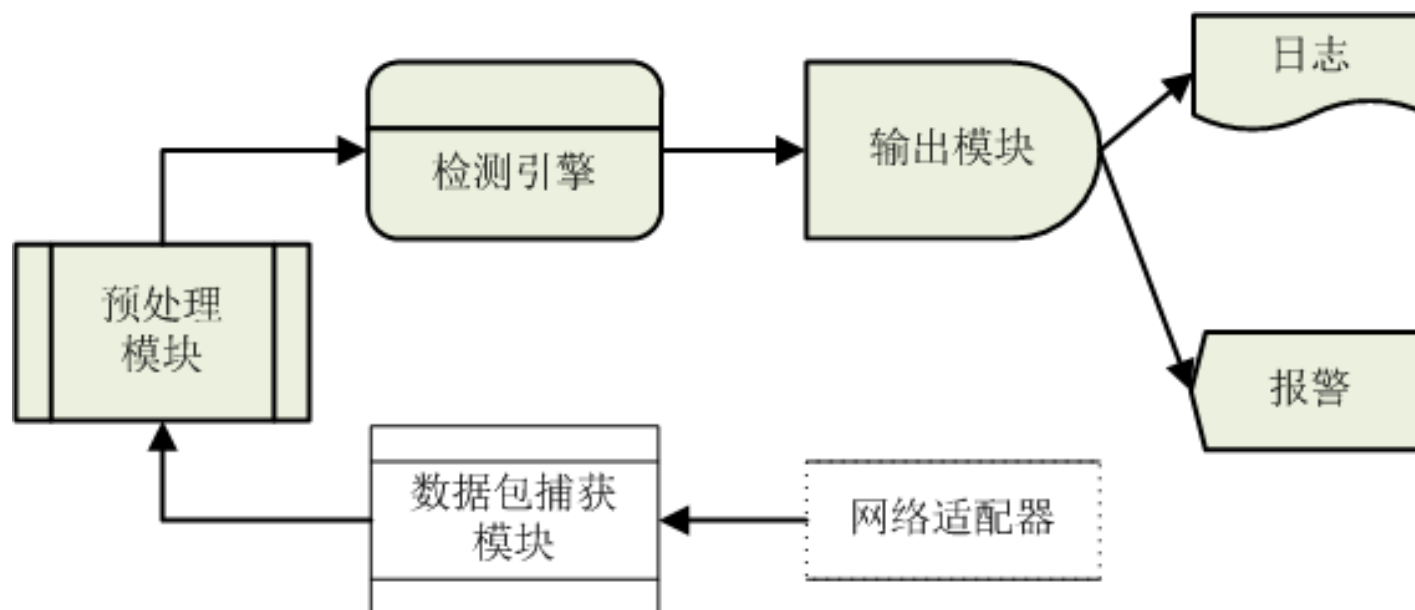 日志
检测引擎
输出模块
预处理
模块
报警
数据包捕获
模块
网络适配器